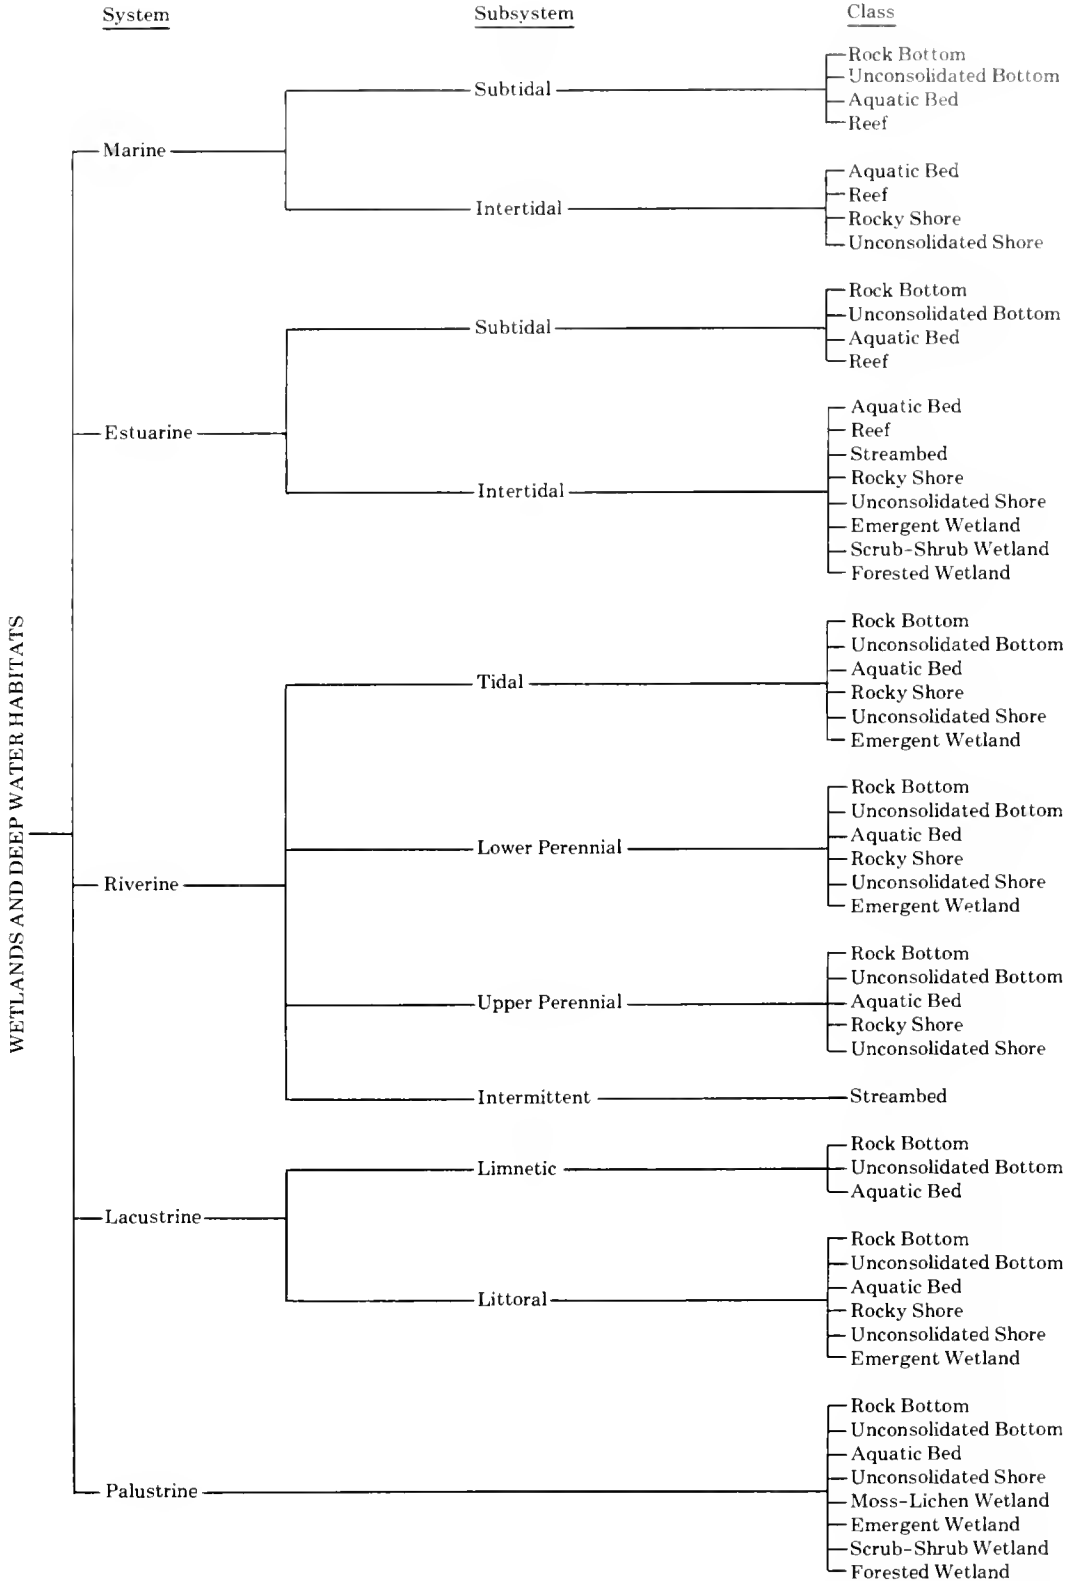 System Subsystem Class
WETLANDS AND DEEP WATER HABITATS
Marine
Subtidal
Rock Bottom
Unconsolidated Bottom
Aquatic Bed
Reef
Intertidal
Aquatic Bed
Reef
Rocky Shore
Unconsolidated Shore
Estuarine
Subtidal
Rock Bottom
Unconsolidated Bottom
Aquatic Bed
Reef
Intertidal
Aquatic Bed
Reef
Streambed
Rocky Shore
Unconsolidated Shore
Emergent Wetland
Scrub-Shrub Wetland
Forested Wetland
Riverine
Tidal
Rock Bottom
Unconsolidated Bottom
Aquatic Bed
Rocky Shore
Unconsolidated Shore
Emergent Wetland
Lower Perennial
Rock Bottom
Unconsolidated Bottom
Aquatic Bed
Rocky Shore
Unconsolidated Shore
Emergent Wetland
Upper Perennial
Rock Bottom
Unconsolidated Bottom
Aquatic Bed
Rocky Shore
Unconsolidated Shore
Intermittent
Streambed
Lacustrine
Limnetic
Rock Bottom
Unconsolidated Bottom
Aquatic Bed
Littoral
Rock Bottom
Unconsolidated Bottom
Aquatic Bed
Rocky Shore
Unconsolidated Shore
Emergent Wetland
Palustrine
Rock Bottom
Unconsolidated Bottom
Aquatic Bed
Unconsolidated Shore
Moss-Lichen Wetland
Emergent Wetland
Scrub-Shrub Wetland
Forested Wetland